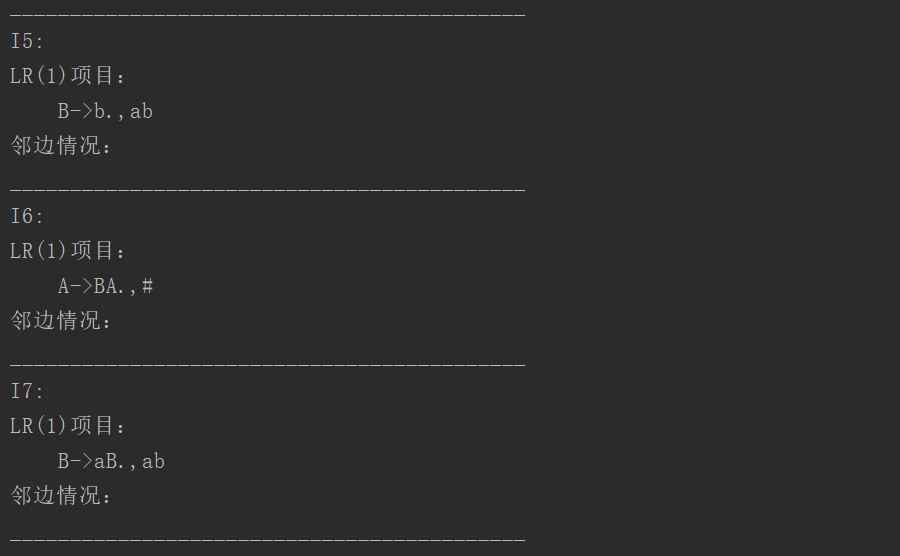 I5:
LR(1)项目:
B->b.,ab
邻边情况:
I6:
LR(1)项目:
A->BA.,#
邻边情况:
I7:
LR(1)项目:
B->aB.,ab
邻边情况: